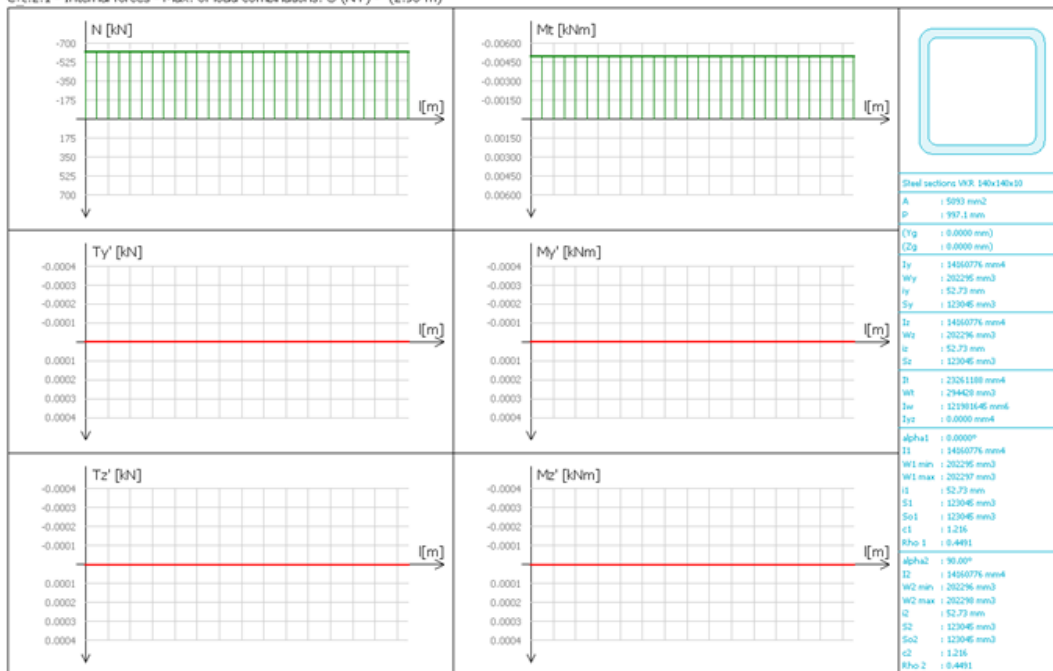 Internal forces - Max. of load combinations:
N [kN]
-700
-525
-350
-175
l[m]
175
350
525
700
Mt [kNm]
-0.00600
-0.00450
-0.00300
-0.00150
l[m]
0.00150
0.00300
0.00450
0.00600
Ty' [kN]
-0.0004
-0.0003
-0.0002
-0.0001
l[m]
0.0001
0.0002
0.0003
0.0004
My' [kNm]
-0.0004
-0.0003
-0.0002
-0.0001
l[m]
0.0001
0.0002
0.0003
0.0004
Tz' [kN]
-0.0004
-0.0003
-0.0002
-0.0001
l[m]
0.0001
0.0002
0.0003
0.0004
Mz' [kNm]
-0.0004
-0.0003
-0.0002
-0.0001
l[m]
0.0001
0.0002
0.0003
0.0004
Steel sections VKR 140x140x10
A : 5093 mm2
P : 997.1 mm
(Yg : 0.0000 mm)
(Zg : 0.0000 mm)
Iy : 14160776 mm4
Wy : 202295 mm3
iy : 52.73 mm
Sy : 123045 mm3
Iz : 14160776 mm4
Wz : 202296 mm3
iz : 52.73 mm
Sz : 123045 mm3
It : 23261188 mm4
Wt : 294428 mm3
Iw : 121981645 mm6
Iyz : 0.0000 mm4
alpha1 : 0.0000°
I1 : 14160776 mm4
W1 min : 202295 mm3
W1 max : 202297 mm3
i1 : 52.73 mm
S1 : 123045 mm3
So1 : 123045 mm3
c1 : 1.216
Rho 1 : 0.4491
alpha2 : 90.00°
I2 : 14160776 mm4
W2 min : 202296 mm3
W2 max : 202298 mm3
i2 : 52.73 mm
S2 : 123045 mm3
So2 : 123045 mm3
c2 : 1.216
Rho 2 : 0.4491